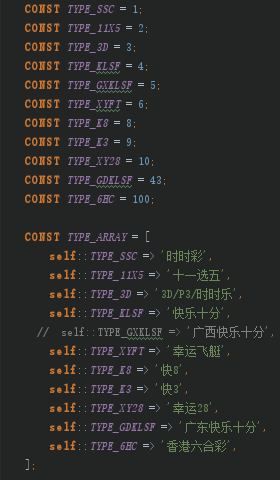 CONST TYPE_SSC = 1;
CONST TYPE_11X5 = 2;
CONST TYPE_3D = 3;
CONST TYPE_KLSF = 4;
CONST TYPE_GXKLSF = 5;
CONST TYPE_XYFT = 6;
CONST TYPE_K8 = 8;
CONST TYPE_K3 = 9;
CONST TYPE_XY28 = 10;
CONST TYPE_GDKLSF = 43;
CONST TYPE_6HC = 100;
CONST TYPE_ARRAY = [
self::TYPE_SSC => '时时彩',
self::TYPE_11X5 => '十一选五',
self::TYPE_3D => '3D/P3/时时乐',
self::TYPE_KLSF => '快乐十分',
// self::TYPE_GXKLSF => '广西快乐十分',
self::TYPE_XYFT => '幸运飞艇',
self::TYPE_K8 => '快8',
self::TYPE_K3 => '快3',
self::TYPE_XY28 => '幸运28',
self::TYPE_GDKLSF => '广东快乐十分',
self::TYPE_6HC => '香港六合彩',
];